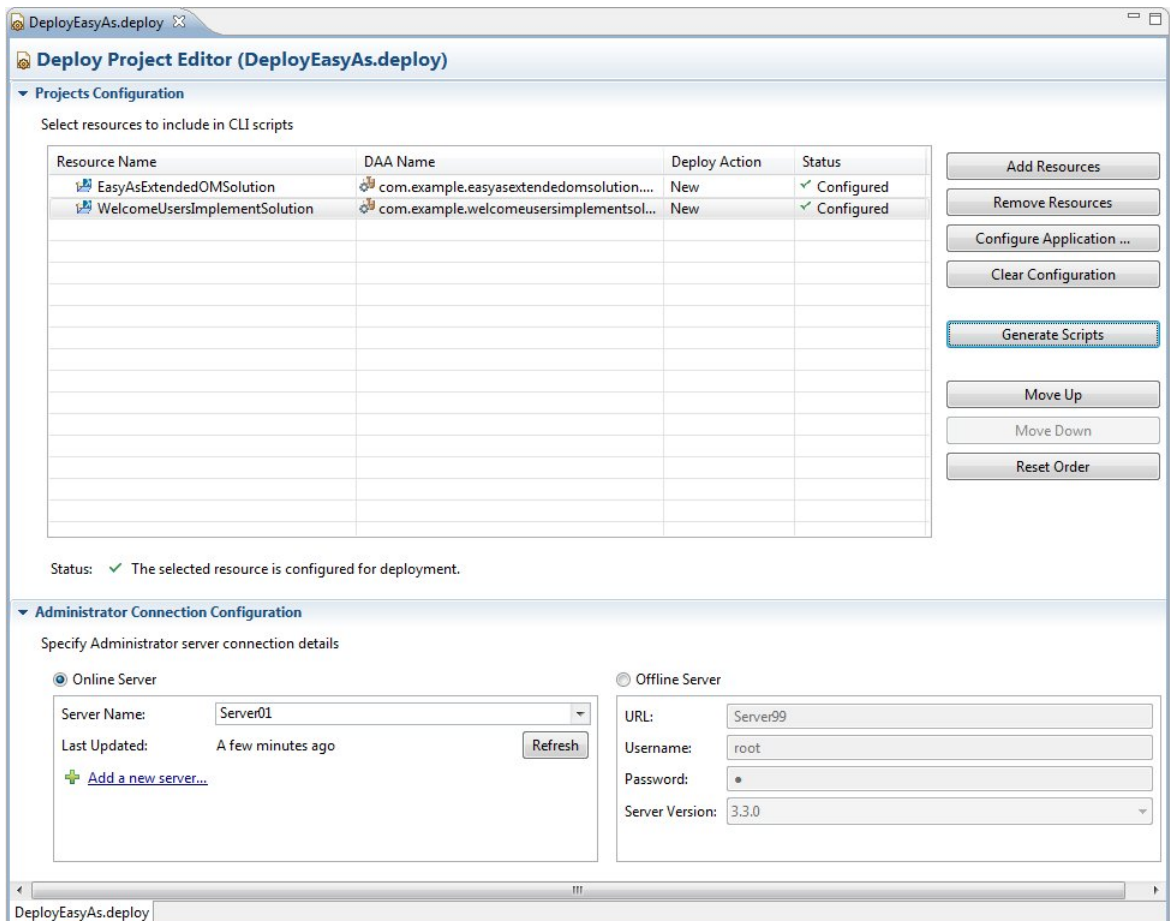 DeployEasyAs.deploy
Deploy Project Editor (DeployEasyAs.deploy)
Projects Configuration
Select resources to include in CLI scripts
Resource Name DAA Name Deploy Action Status
EasyAsExtendedOMSolution com.example.easyasextendedomsolution.... New Configured
WelcomeUsersImplementSolution com.example.welcomeusersimplementsol... New Configured
Add Resources
Remove Resources
Configure Application ...
Clear Configuration
Generate Scripts
Move Up
Move Down
Reset Order
Status: The selected resource is configured for deployment.
Administrator Connection Configuration
Specify Administrator server connection details
Online Server
Server Name: Server01
Last Updated: A few minutes ago Refresh
Add a new server...
Offline Server
URL: Server99
Username: root
Password: ●
Server Version: 3.3.0
DeployEasyAs.deploy